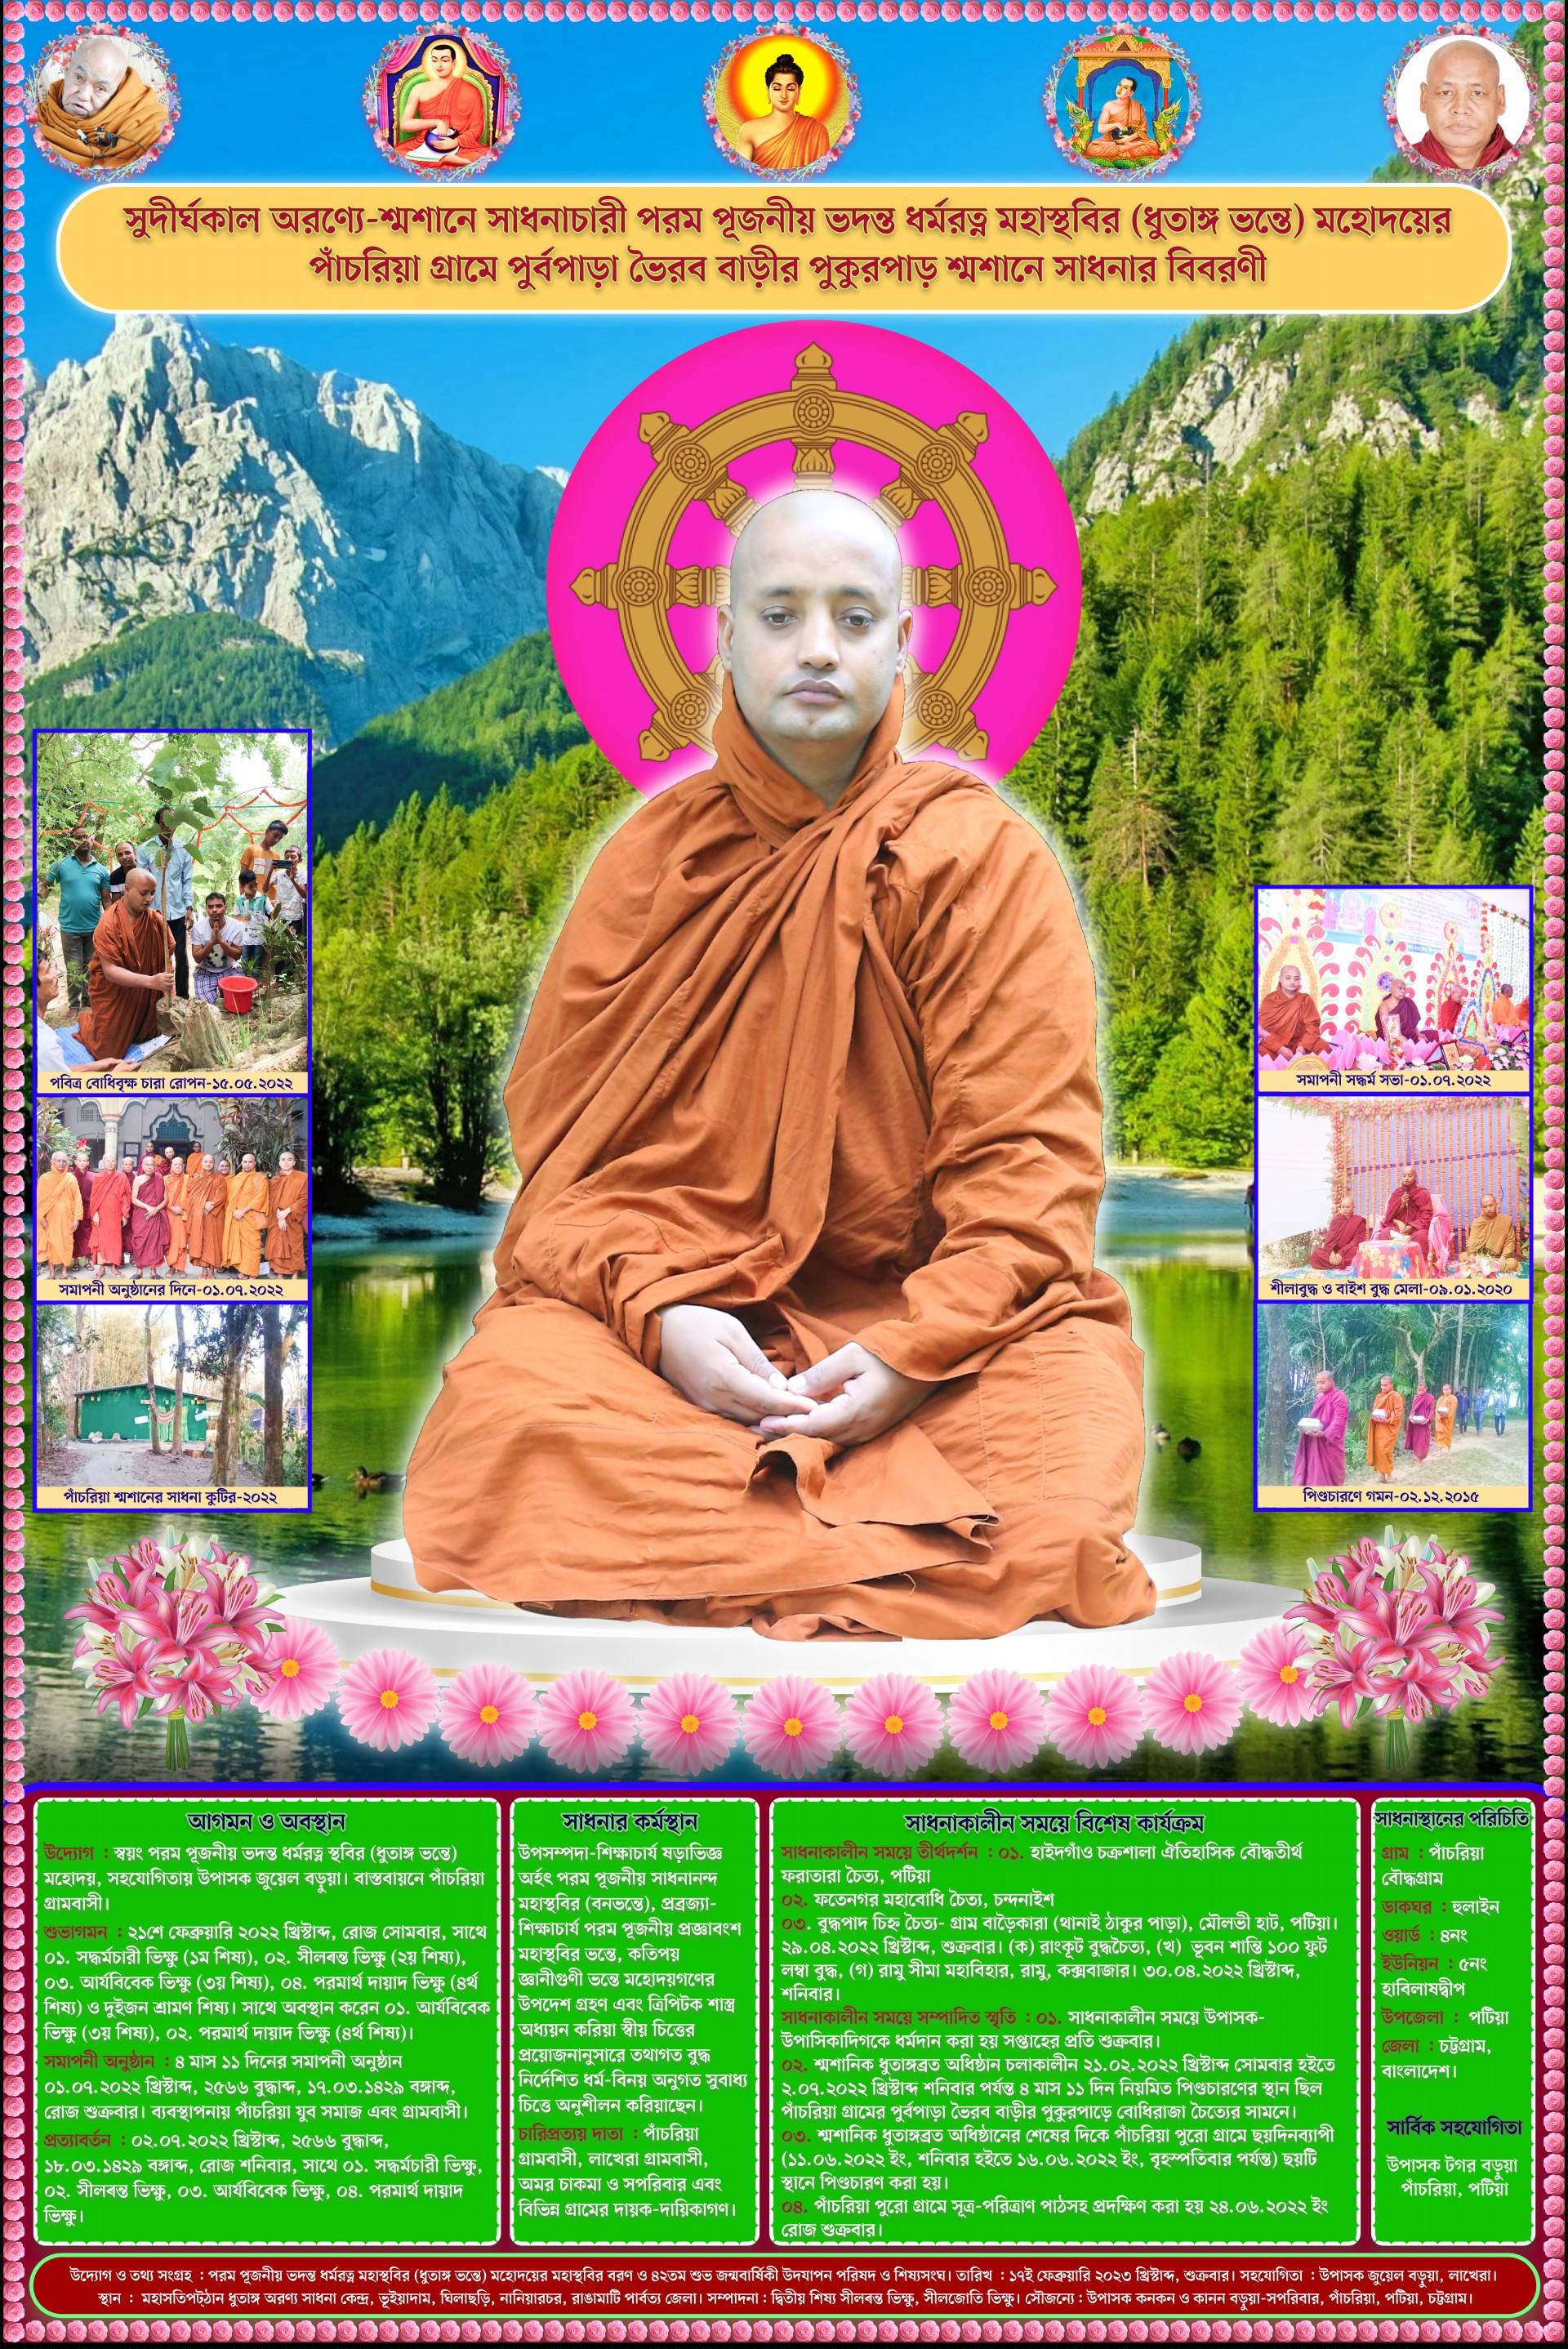 সুদীর্ঘকাল অরণ্যে-শ্মশানে সাধনাচারী পরম পূজনীয় ভদন্ত ধর্মরত্ন মহাস্থবির (ধুতাঙ্গ ভন্তে) মহোদয়ের
পাঁচরিয়া গ্রামে পুর্বপাড়া ভৈরব বাড়ীর পুকুরপাড় শ্মশানে সাধনার বিবরণী
পবিত্র বোধিবৃক্ষ চারা রোপন-১৫.০৫.২০২২
সমাপনী অনুষ্ঠানের দিনে-০১.০৭.২০২২
পাঁচরিয়া শ্মশানের সাধনা কুটির-২০২২
সমাপনী সদ্ধর্ম সভা-০১.০৭.২০২২
শীলাবুদ্ধ ও বাইশ বুদ্ধ মেলা-০৯.০১.২০২০
পিণ্ডচারণে গমন-০২.১২.২০১৫
আগমন ও অবস্থান
উদ্যোগ : স্বয়ং পরম পূজনীয় ভদন্ত ধর্মরত্ন স্থবির (ধুতাঙ্গ ভন্তে)
মহোদয়, সহযোগিতায় উপাসক জুয়েল বড়ুয়া। বাস্তবায়নে পাঁচরিয়া
গ্রামবাসী।
শুভাগমন : ২১শে ফেব্রুয়ারি ২০২২ খ্রিস্টাব্দ, রোজ সোমবার, সাথে
০১. সদ্ধর্মচারী ভিক্ষু (১ম শিষ্য), ০২. সীলৰন্ত ভিক্ষু (২য় শিষ্য),
০৩. আর্যবিবেক ভিক্ষু (৩য় শিষ্য), ০৪. পরমার্থ দায়াদ ভিক্ষু (৪র্থ
শিষ্য) ও দুইজন শ্রামণ শিষ্য। সাথে অবস্থান করেন ০১. আর্যবিবেক
ভিক্ষু (৩য় শিষ্য), ০২. পরমার্থ দায়াদ ভিক্ষু (৪র্থ শিষ্য)।
সমাপনী অনুষ্ঠান : ৪ মাস ১১ দিনের সমাপনী অনুষ্ঠান
০১.০৭.২০২২ খ্রিস্টাব্দ, ২৫৬৬ বুদ্ধাব্দ, ১৭.০৩.১৪২৯ বঙ্গাব্দ,
রোজ শুক্রবার। ব্যবস্থাপনায় পাঁচরিয়া যুব সমাজ এবং গ্রামবাসী।
প্রত্যাবর্তন : ০২.০৭.২০২২ খ্রিস্টাব্দ, ২৫৬৬ বুদ্ধাব্দ,
১৮.০৩.১৪২৯ বঙ্গাব্দ, রোজ শনিবার, সাথে ০১. সদ্ধর্মচারী ভিক্ষু,
০২. সীলৰন্ত ভিক্ষু, ০৩. আর্যবিবেক ভিক্ষু, ০৪. পরমার্থ দায়াদ
ভিক্ষু।
সাধনার কর্মস্থান
উপসম্পদা-শিক্ষাচার্য ষড়াভিজ্ঞ
অর্হৎ পরম পূজনীয় সাধনানন্দ
মহাস্থবির (বনভন্তে), প্রব্রজ্যা-
শিক্ষাচার্য পরম পূজনীয় প্রজ্ঞাবংশ
মহাস্থবির ভন্তে, কতিপয়
জ্ঞানীগুণী ভন্তে মহোদয়গণের
উপদেশ গ্রহণ এবং ত্রিপিটক শাস্ত্র
অধ্যয়ন করিয়া স্বীয় চিত্তের
প্রয়োজনানুসারে তথাগত বুদ্ধ
নির্দেশিত ধর্ম-বিনয় অনুগত সুবাধ্য
চিত্তে অনুশীলন করিয়াছেন।
চারিপ্রত্যয় দাতা : পাঁচরিয়া
গ্রামবাসী, লাখেরা গ্রামবাসী,
অমর চাকমা ও সপরিবার এবং
বিভিন্ন গ্রামের দায়ক-দায়িকাগণ।
সাধনাকালীন সময়ে বিশেষ কার্যক্রম
সাধনাকালীন সময়ে তীর্থদর্শন : ০১. হাইদগাঁও চক্রশালা ঐতিহাসিক বৌদ্ধতীর্থ
ফরাতারা চৈত্য, পটিয়া
০২. ফতেনগর মহাবোধি চৈত্য, চন্দনাইশ
০৩. বুদ্ধপাদ চিহ্ন চৈত্য- গ্রাম বাড়ৈকারা (থানাই ঠাকুর পাড়া), মৌলভী হাট, পটিয়া।
২৯.০৪.২০২২ খ্রিস্টাব্দ, শুক্রবার। (ক) রাংকূট বুদ্ধচৈত্য, (খ) ভূবন শান্তি ১০০ ফুট
লম্বা বুদ্ধ, (গ) রামু সীমা মহাবিহার, রামু, কক্সবাজার। ৩০.০৪.২০২২ খ্রিস্টাব্দ,
শনিবার।
সাধনাকালীন সময়ে সম্পাদিত স্মৃতি : ০১. সাধনাকালীন সময়ে উপাসক-
উপাসিকাদিগকে ধর্মদান করা হয় সপ্তাহের প্রতি শুক্রবার।
০২. শ্মশানিক ধুতাঙ্গব্রত অধিষ্ঠান চলাকালীন ২১.০২.২০২২ খ্রিস্টাব্দ সোমবার হইতে
২.০৭.২০২২ খ্রিস্টাব্দ শনিবার পর্যন্ত ৪ মাস ১১ দিন নিয়মিত পিণ্ডচারণের স্থান ছিল
পাঁচরিয়া গ্রামের পুর্বপাড়া ভৈরব বাড়ীর পুকুরপাড়ে বোধিরাজা চৈত্যের সামনে।
০৩. শ্মশানিক ধুতাঙ্গব্রত অধিষ্ঠানের শেষের দিকে পাঁচরিয়া পুরো গ্রামে ছয়দিনব্যাপী
(১১.০৬.২০২২ ইং, শনিবার হইতে ১৬.০৬.২০২২ ইং, বৃহস্পতিবার পর্যন্ত) ছয়টি
স্থানে পিণ্ডচারণ করা হয়।
০৪. পাঁচরিয়া পুরো গ্রামে সূত্র-পরিত্রাণ পাঠসহ প্রদক্ষিণ করা হয় ২৪.০৬.২০২২ ইং
রোজ শুক্রবার।
সাধনাস্থানের পরিচিতি
গ্রাম : পাঁচরিয়া
বৌদ্ধগ্রাম
ডাকঘর : হুলাইন
ওয়ার্ড : ৪নং
ইউনিয়ন : ৫নং
হাবিলাষদ্বীপ
উপজেলা : পটিয়া
জেলা : চট্টগ্রাম,
বাংলাদেশ।
সার্বিক সহযোগিতা
উপাসক টগর বড়ুয়া
পাঁচরিয়া, পটিয়া
উদ্যোগ ও তথ্য সংগ্রহ : পরম পূজনীয় ভদন্ত ধর্মরত্ন মহাস্থবির (ধুতাঙ্গ ভন্তে) মহোদয়ের মহাস্থবির বরণ ও ৪২তম শুভ জন্মবার্ষিকী উদযাপন পরিষদ ও শিষ্যসংঘ। তারিখ : ১৭ই ফেব্রুয়ারি ২০২৩ খ্রিস্টাব্দ, শুক্রবার। সহযোগিতা : উপাসক জুয়েল বড়ুয়া, লাখেরা।
স্থান : মহাসতিপট্‌ঠান ধুতাঙ্গ অরণ্য সাধনা কেন্দ্র, ভূইয়াদাম, ঘিলাছড়ি, নানিয়ারচর, রাঙামাটি পার্বত্য জেলা। সম্পাদনা : দ্বিতীয় শিষ্য সীলৰন্ত ভিক্ষু, সীলজোতি ভিক্ষু। সৌজন্যে : উপাসক কনকন ও কানন বড়ুয়া-সপরিবার, পাঁচরিয়া, পটিয়া, চট্টগ্রাম।